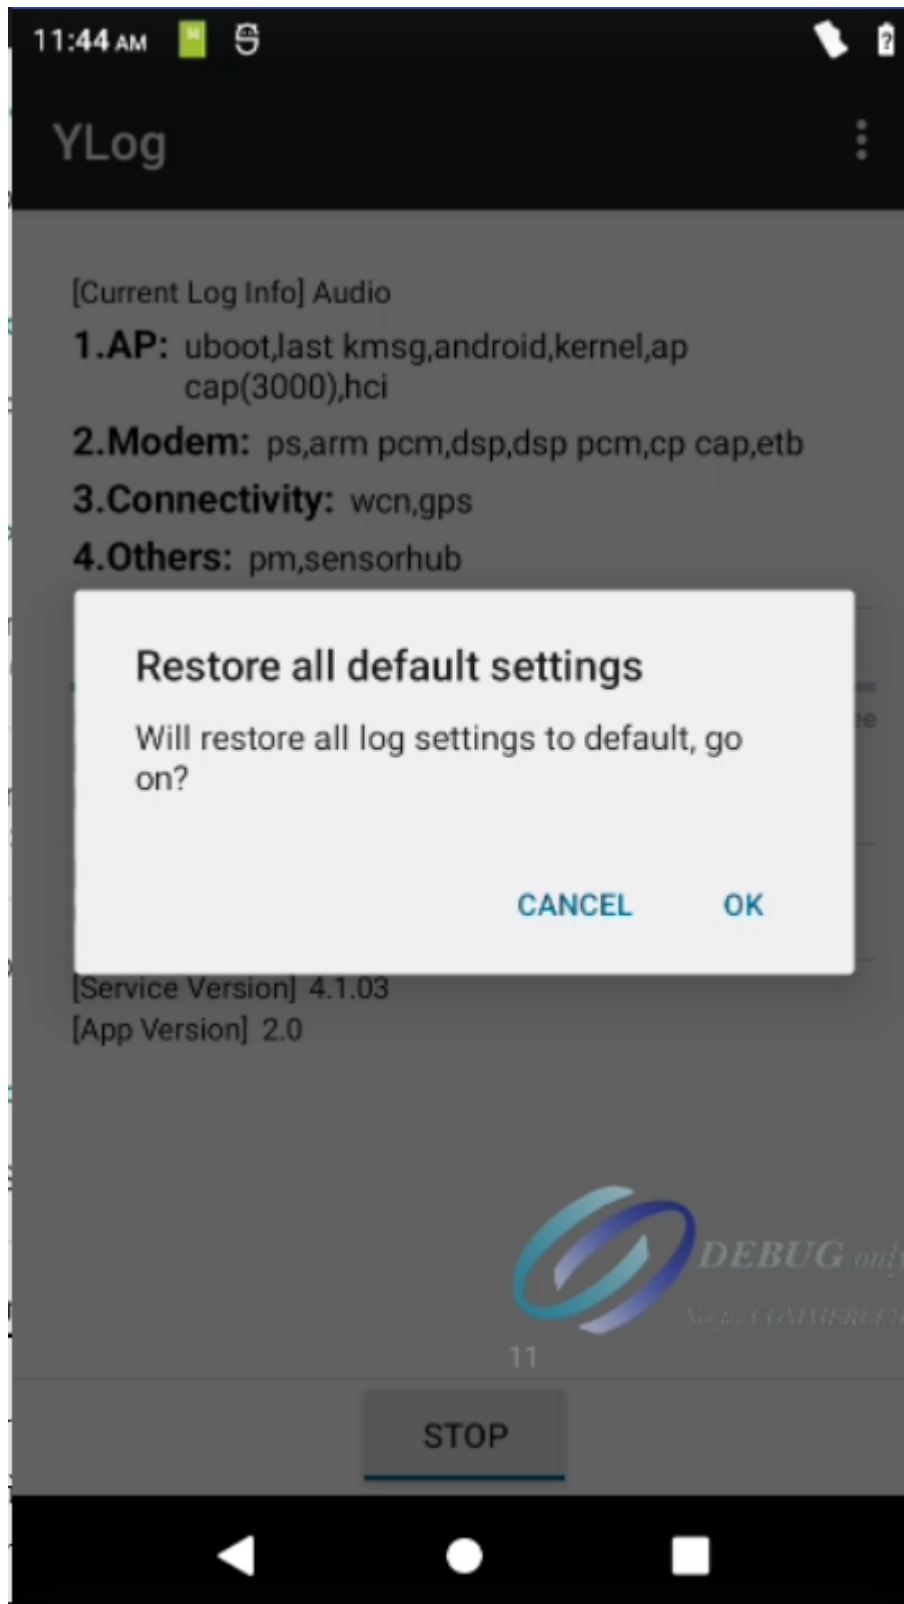 11:44 AM
YLog
[Current Log Info] Audio
1.AP: uboot,last kmsg,android,kernel,ap
cap(3000),hci
2.Modem: ps,arm pcm,dsp,dsp pcm,cp cap,etb
3.Connectivity: wcn,gps
4.Others: pm,sensorhub
Restore all default settings
Will restore all log settings to default, go
on?
CANCEL
OK
[Service Version] 4.1.03
[App Version] 2.0
DEBUG only
11
STOP